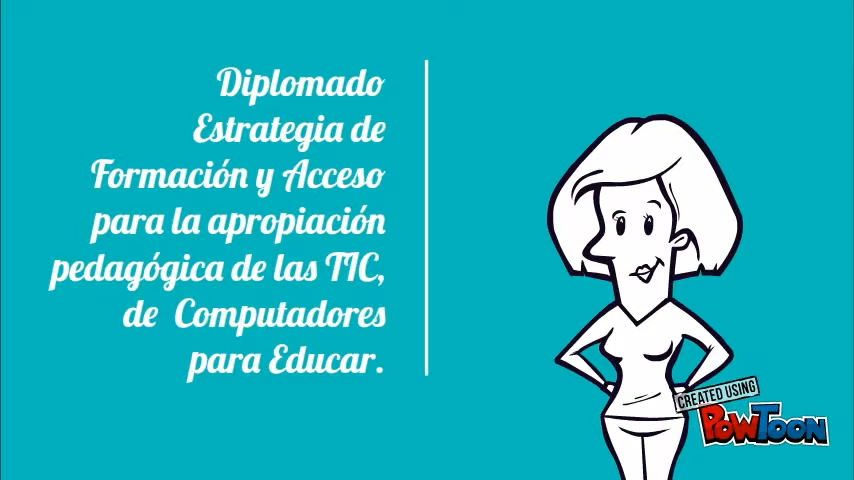 Diplomado
Estrategia de
Formación y Acceso
para la apropiación
pedagógica de las TIC,
de Computadores
para Educar.
CREATED USING
POWTOON